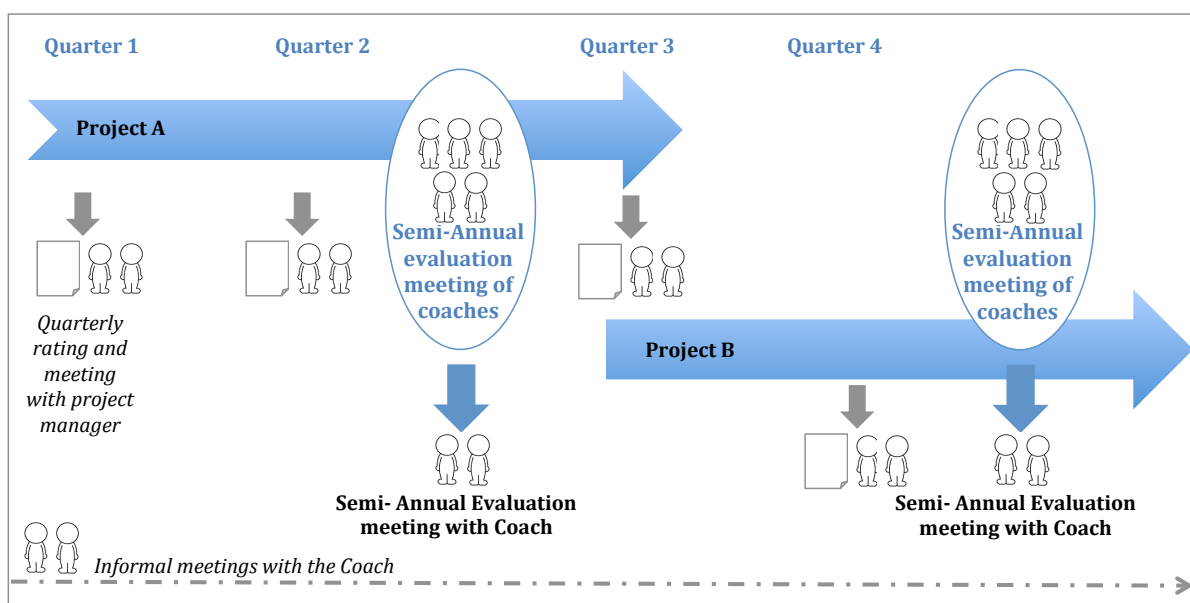 Quarter 1
Quarter 2
Quarter 3
Quarter 4
Project A
Semi-Annual
evaluation
meeting of
coaches
Semi-Annual
evaluation
meeting of
coaches
Quarterly
rating and
meeting
with project
manager
Project B
Semi- Annual Evaluation
meeting with Coach
Semi- Annual Evaluation
meeting with Coach
Informal meetings with the Coach